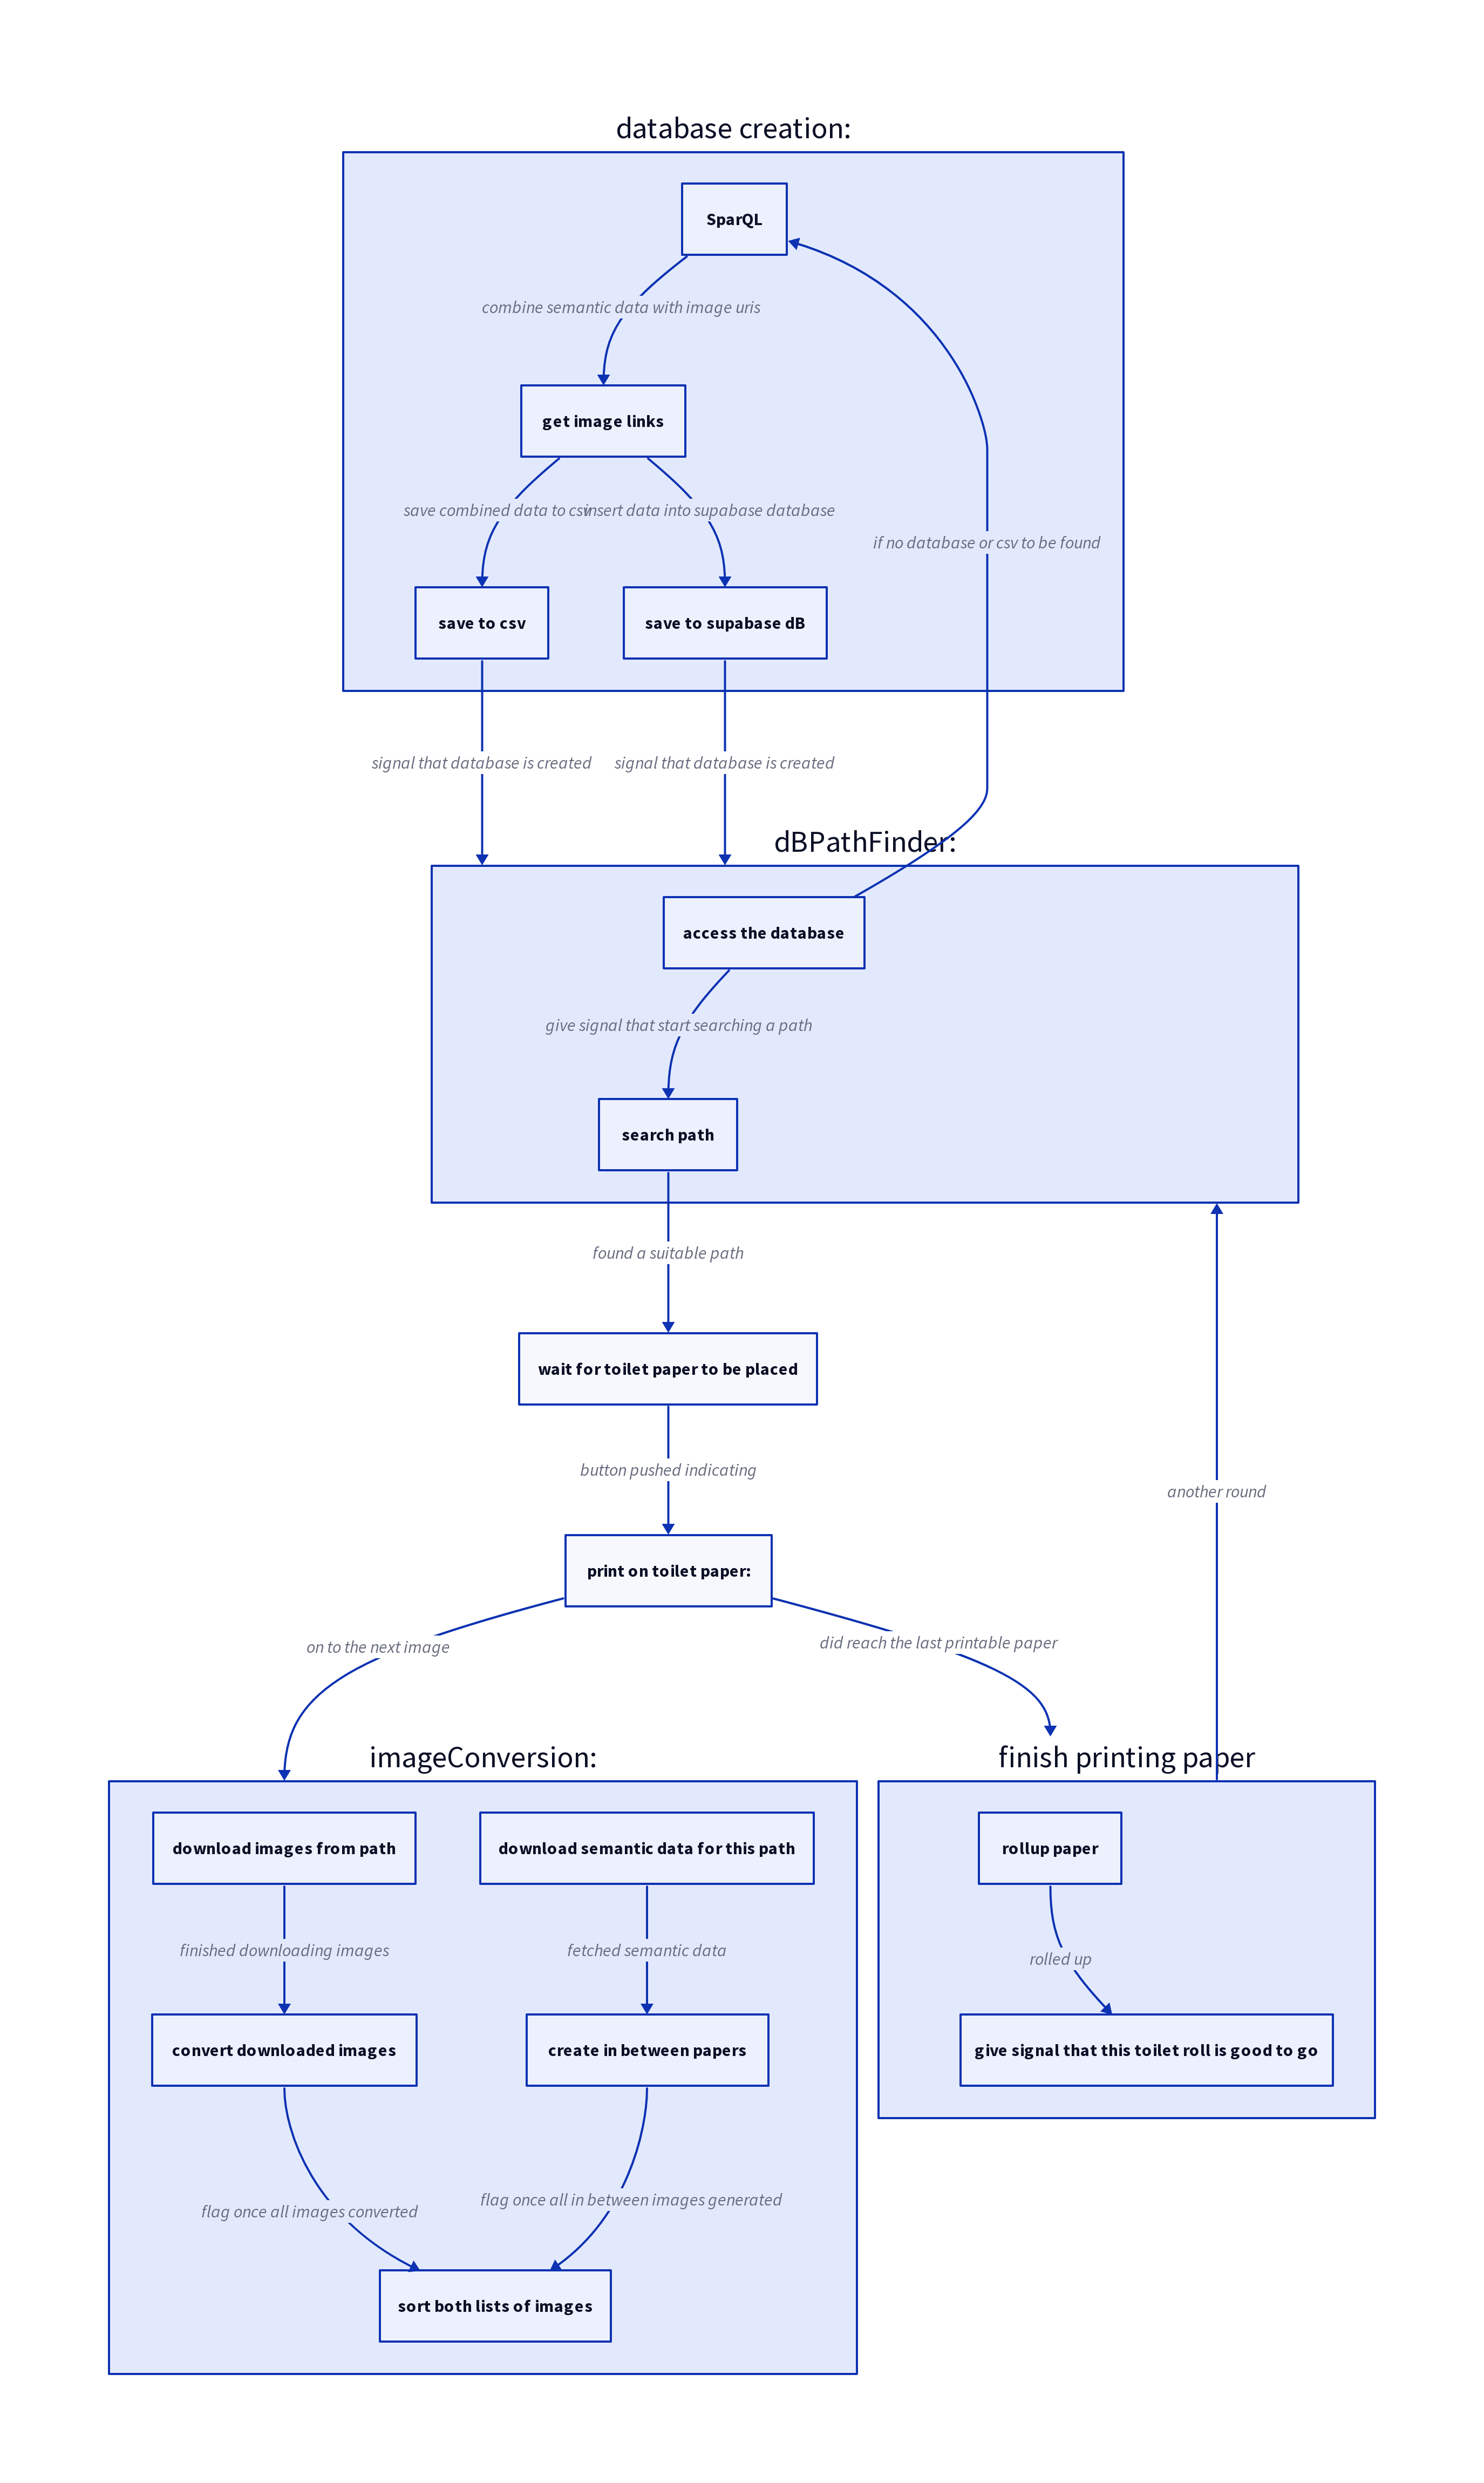 database creation:
SparQL
combine semantic data with image uris
get image links
save combined data to csv
insert data into supabase database
if no database or csv to be found
save to csv
save to supabase dB
signal that database is created
signal that database is created
dBPathFinder:
access the database
give signal that start searching a path
search path
found a suitable path
wait for toilet paper to be placed
button pushed indicating
another round
print on toilet paper:
on to the next image
did reach the last printable paper
imageConversion:
finish printing paper
download images from path
download semantic data for this path
rollup paper
finished downloading images
fetched semantic data
rolled up
convert downloaded images
create in between papers
give signal that this toilet roll is good to go
flag once all images converted
flag once all in between images generated
sort both lists of images